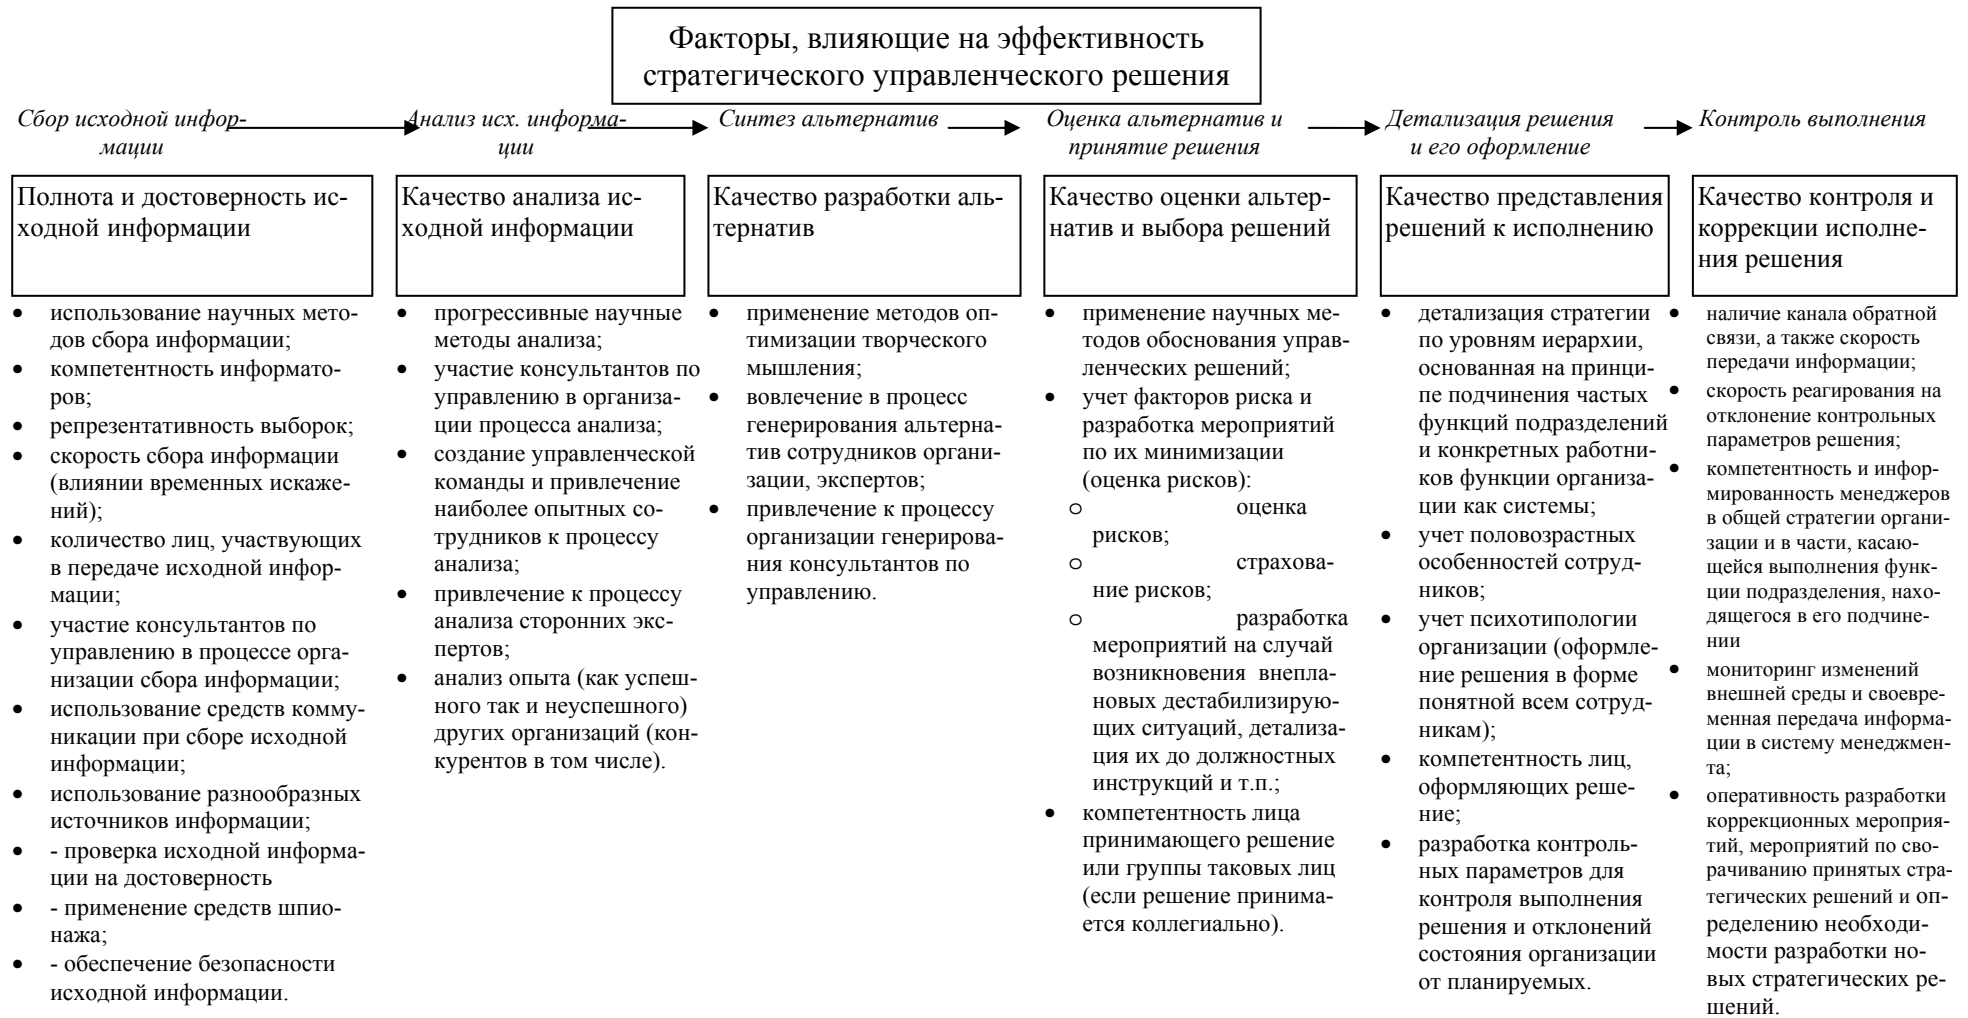 Факторы, влияющие на эффективность
стратегического управленческого решения
Сбор исходной инфор-
мации
Анализ исх. информа-
ции
Синтез альтернатив
Оценка альтернатив и
принятие решения
Детализация решения
и его оформление
Контроль выполнения
Полнота и достоверность ис-
ходной информации
Качество анализа ис-
ходной информации
Качество разработки аль-
тернатив
Качество оценки альтер-
натив и выбора решений
Качество представления
решений к исполнению
Качество контроля и
коррекции исполне-
ния решения
• использование научных мето-
дов сбора информации;
• компетентность информато-
ров;
• репрезентативность выборок;
• скорость сбора информации
(влиянии временных искаже-
ний);
• количество лиц, участвующих
в передаче исходной инфор-
мации;
• участие консультантов по
управлению в процессе орга-
низации сбора информации;
• использование средств комму-
никации при сборе исходной
информации;
• использование разнообразных
источников информации;
• - проверка исходной информа-
ции на достоверность
• - применение средств шпио-
нажа;
• - обеспечение безопасности
исходной информации.
• прогрессивные научные
методы анализа;
• участие консультантов по
управлению в организа-
ции процесса анализа;
• создание управленческой
команды и привлечение
наиболее опытных со-
трудников к процессу
анализа;
• привлечение к процессу
анализа сторонних экс-
пертов;
• анализ опыта (как успеш-
ного так и неуспешного)
других организаций (кон-
курентов в том числе).
• применение методов оп-
тимизации творческого
мышления;
• вовлечение в процесс
генерирования альтерна-
тив сотрудников органи-
зации, экспертов;
• привлечение к процессу
организации генерирова-
ния консультантов по
управлению.
• применение научных ме-
тодов обоснования управ-
ленческих решений;
• учет факторов риска и
разработка мероприятий
по их минимизации
(оценка рисков):
o оценка
рисков;
o страхова-
ние рисков;
o разработка
мероприятий на случай
возникновения внепла-
новых дестабилизирую-
щих ситуаций, детализа-
ция их до должностных
инструкций и т.п.;
• компетентность лица
принимающего решение
или группы таковых лиц
(если решение принима-
ется коллегиально).
• детализация стратегии
по уровням иерархии,
основанная на принци-
пе подчинения частых
функций подразделений
и конкретных работни-
ков функции организа-
ции как системы;
• учет половозрастных
особенностей сотруд-
ников;
• учет психотипологии
организации (оформле-
ние решения в форме
понятной всем сотруд-
никам);
• компетентность лиц,
оформляющих реше-
ние;
• разработка контроль-
ных параметров для
контроля выполнения
решения и отклонений
состояния организации
от планируемых.
• наличие канала обратной
связи, а также скорость
передачи информации;
• скорость реагирования на
отклонение контрольных
параметров решения;
• компетентность и инфор-
мированность менеджеров
в общей стратегии органи-
зации и в части, касаю-
щейся выполнения функ-
ции подразделения, нахо-
дящегося в его подчине-
нии
• мониторинг изменений
внешней среды и своевре-
менная передача информа-
ции в систему менеджмен-
та;
• оперативность разработки
коррекционных мероприя-
тий, мероприятий по сво-
рачиванию принятых стра-
тегических решений и оп-
ределению необходи-
мости разработки но-
вых стратегических ре-
шений.